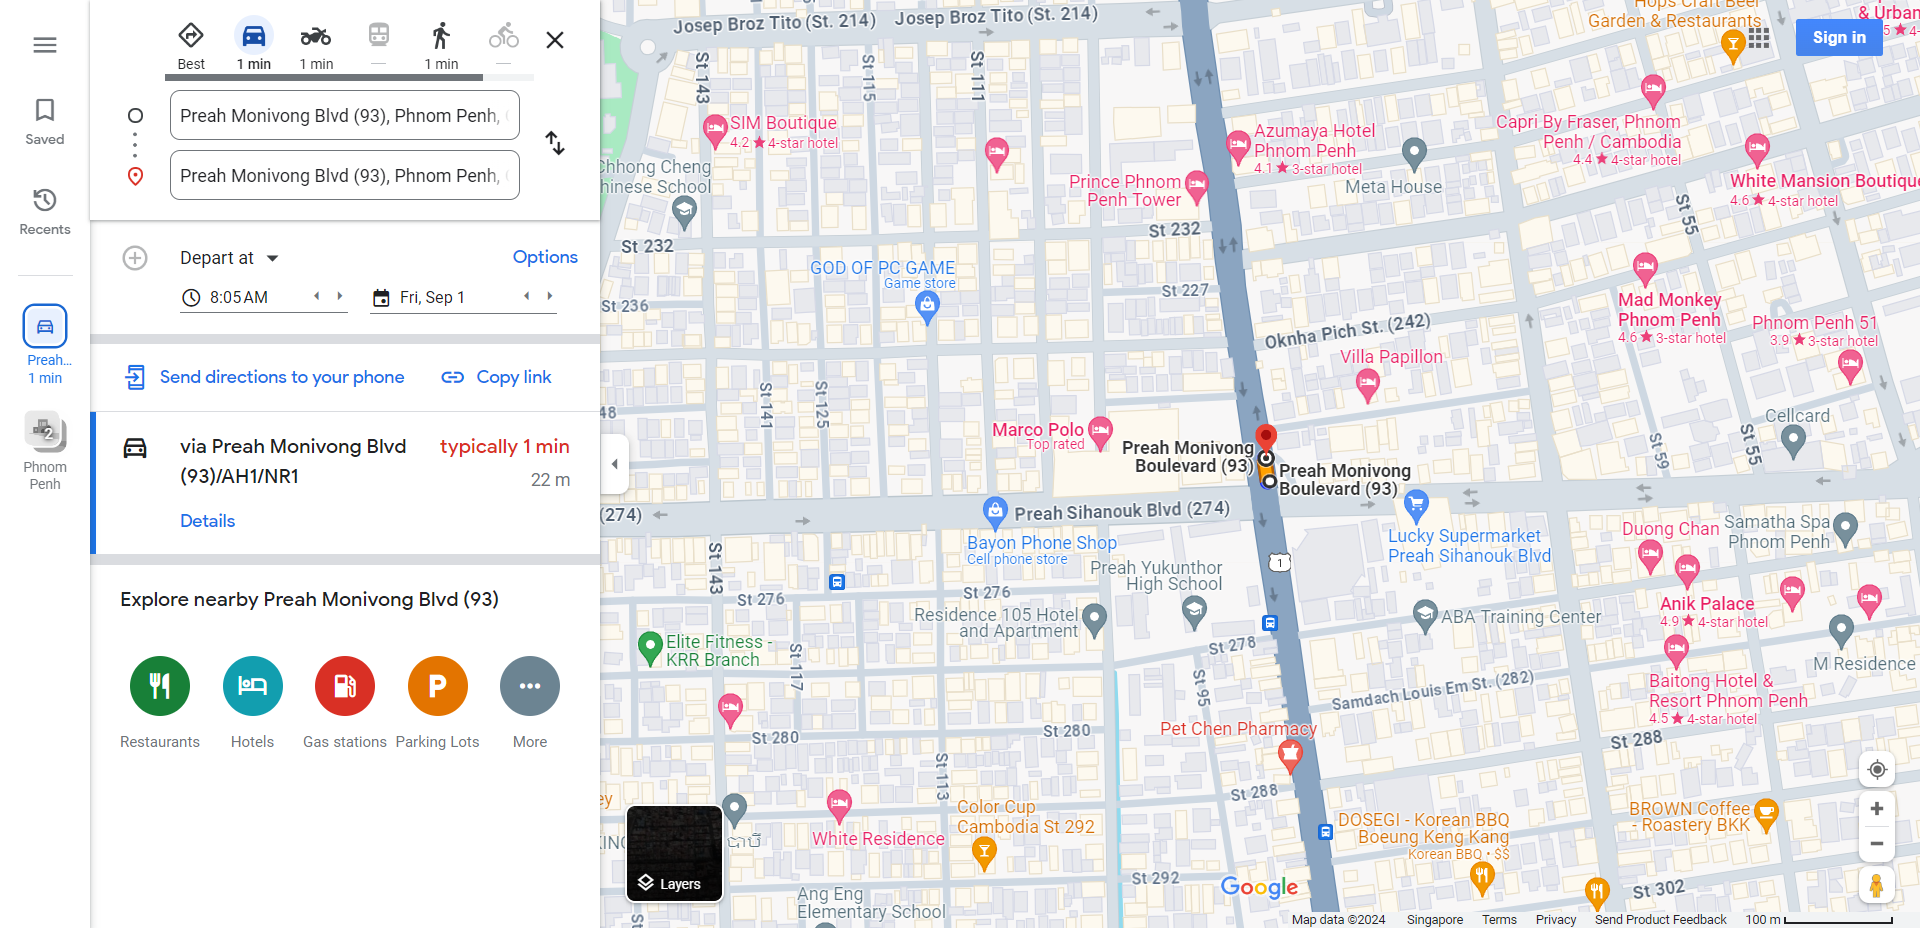 Best
1 min
1 min
1 min
Preah Monivong Blvd (93), Phnom Penh,
Preah Monivong Blvd (93), Phnom Penh,
Saved
Recents
Preah...
1 min
2
Phnom
Penh
Depart at
Options
8:05 AM
Fri, Sep 1
Send directions to your phone
Copy link
via Preah Monivong Blvd
(93)/AH1/NR1
typically 1 min
22 m
Details
Explore nearby Preah Monivong Blvd (93)
Restaurants
Hotels
Gas stations
P
Parking Lots
More
Josep Broz Tito (St. 214)
Josep Broz Tito (St. 214)
Hops Craft Beer
Garden & Restaurants
& Urban
Sign in
St 143
St 115
St 111
SIM Boutique
4.2 ★ 4-star hotel
Chhong Cheng
hinese School
Azumaya Hotel
Phnom Penh
4.1 ★ 3-star hotel
Meta House
Capri By Fraser, Phnom
Penh / Cambodia
4.4 ★ 4-star hotel
White Mansion Boutique
4.6 ★ 4-star hotel
Prince Phnom
Penh Tower
St 232
St 232
St 55
GOD OF PC GAME
Game store
St 236
St 227
Oknha Pich St. (242)
Mad Monkey
Phnom Penh
4.6 ★ 3-star hotel
Phnom Penh 51
3.9 ★ 3-star hotel
Villa Papillon
48
St 141
St 125
Marco Polo
Top rated
Preah Monivong
Boulevard (93)
Preah Monivong
Boulevard (93)
Cellcard
St 59
St 55
(274)
Preah Sihanouk Blvd (274)
Bayon Phone Shop
Cell phone store
Lucky Supermarket
Preah Sihanouk Blvd
Duong Chan
Samatha Spa
Phnom Penh
St 143
Preah Yukunthor
High School
1
St 276
St 276
Residence 105 Hotel
and Apartment
ABA Training Center
Anik Palace
4.9 ★ 4-star hotel
Elite Fitness -
KRR Branch
St 117
St 278
M Residence
St 95
Samdach Louis Em St. (282)
Baitong Hotel &
Resort Phnom Penh
4.5 ★ 4-star hotel
St 280
St 280
Pet Chen Pharmacy
St 288
St 113
St 288
ey
Color Cup
Cambodia St 292
White Residence
DOSEGI - Korean BBQ
Boeung Keng Kang
Korean BBQ • $$
BROWN Coffee
- Roastery BKK
Layers
Ang Eng
Elementary School
St 292
St 302
Google
Map data ©2024
Singapore
Terms
Privacy
Send Product Feedback
100 m